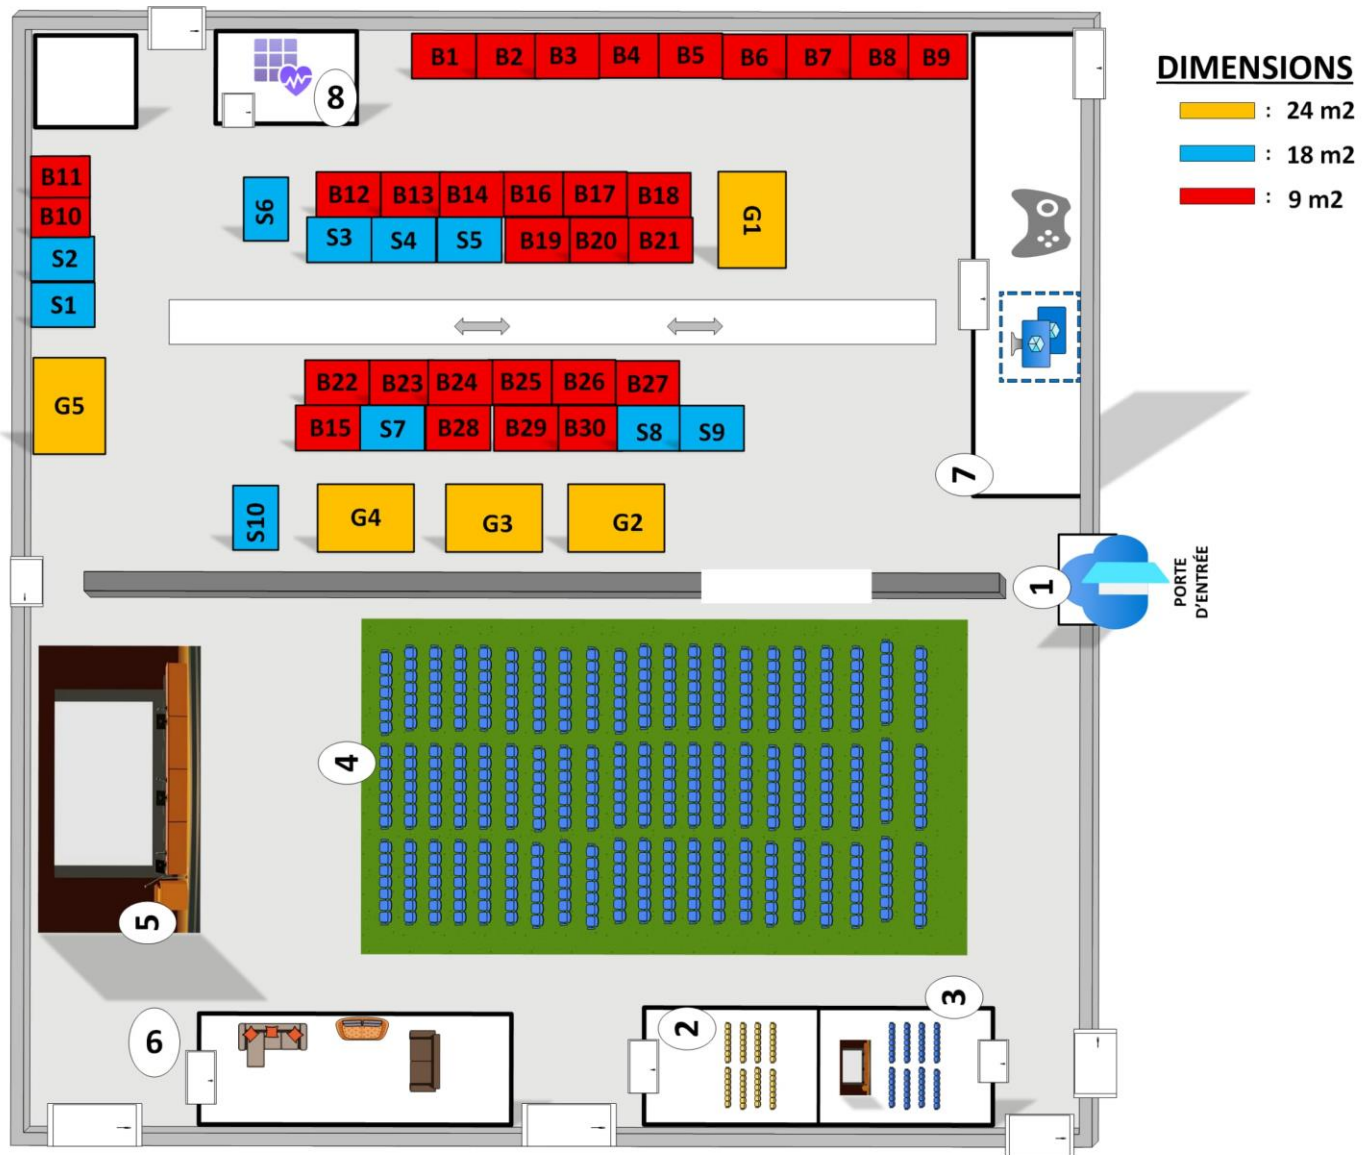 DIMENSIONS
: 24 m2
: 18 m2
: 9 m2
8
B1 B2 B3 B4 B5 B6 B7 B8 B9
B11
B10
S2
S1
S6
B12 B13 B14 B16 B17 B18
S3 S4 S5 B19 B20 B21
G1
G5
B22 B23 B24 B25 B26 B27
B15 S7 B28 B29 B30 S8 S9
7
S10
G4 G3 G2
1
PORTE
D'ENTRÉE
4
5
6
2
3